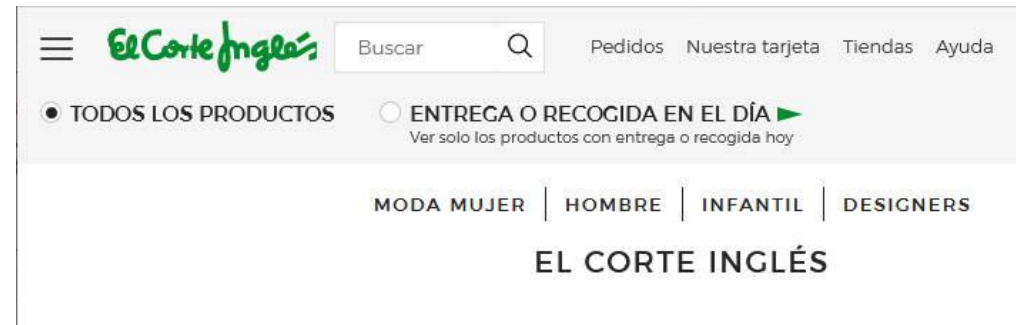 El Corte Inglés Buscar Pedidos Nuestra tarjeta Tiendas Ayuda
TODOS LOS PRODUCTOS ENTREGA O RECOGIDA EN EL DÍA
Ver solo los productos con entrega o recogida hoy
MODA MUJER HOMBRE INFANTIL DESIGNERS
EL CORTE INGLÉS